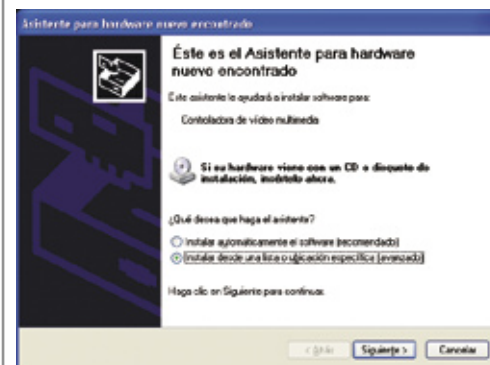 Asistente para hardware nuevo encontrado
Éste es el Asistente para hardware
nuevo encontrado
Este asistente le ayudará a instalar software para:
Controladora de vídeo multimedia
Si su hardware viene con un CD o disquete de
instalación, insértelo ahora.
¿Qué desea que haga el asistente?
Instalar automáticamente el software (recomendado)
Instalar desde una lista o ubicación específica (avanzado)
Haga clic en Siguiente para continuar.
< Atrás
Siguiente >
Cancelar